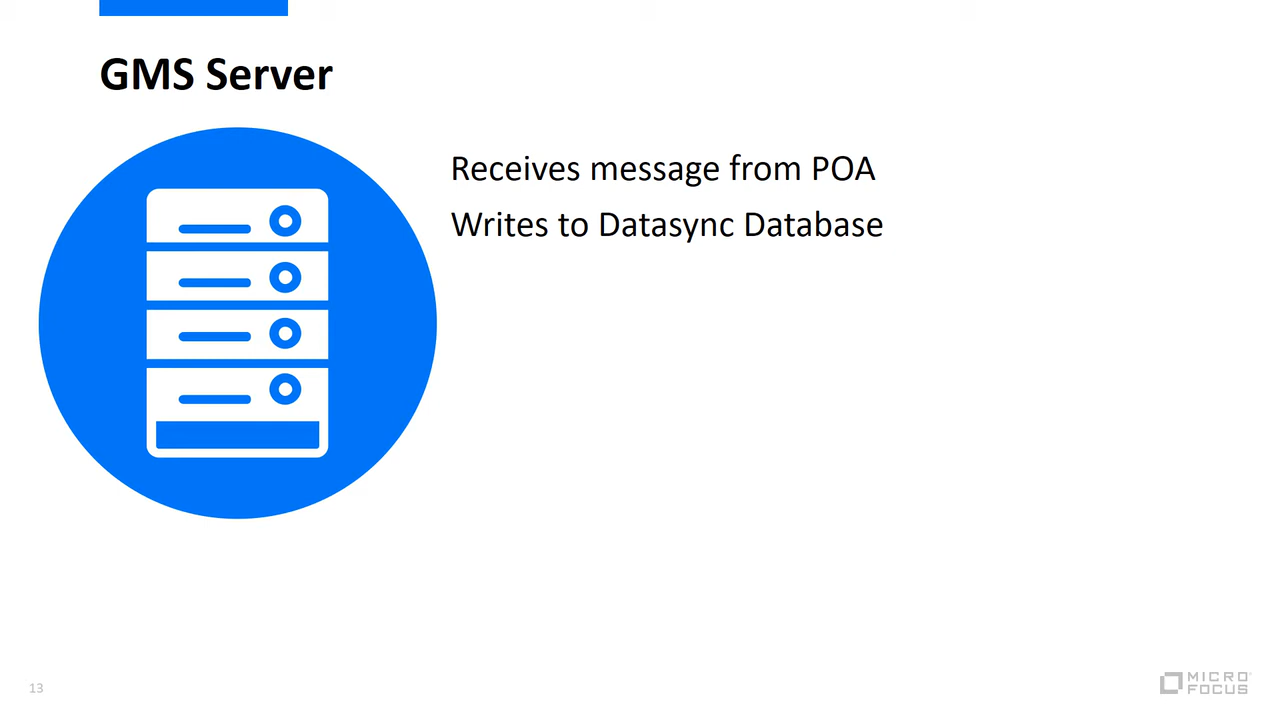 GMS Server
Receives message from POA
Writes to Datasync Database
13
MICRO
FOCUS